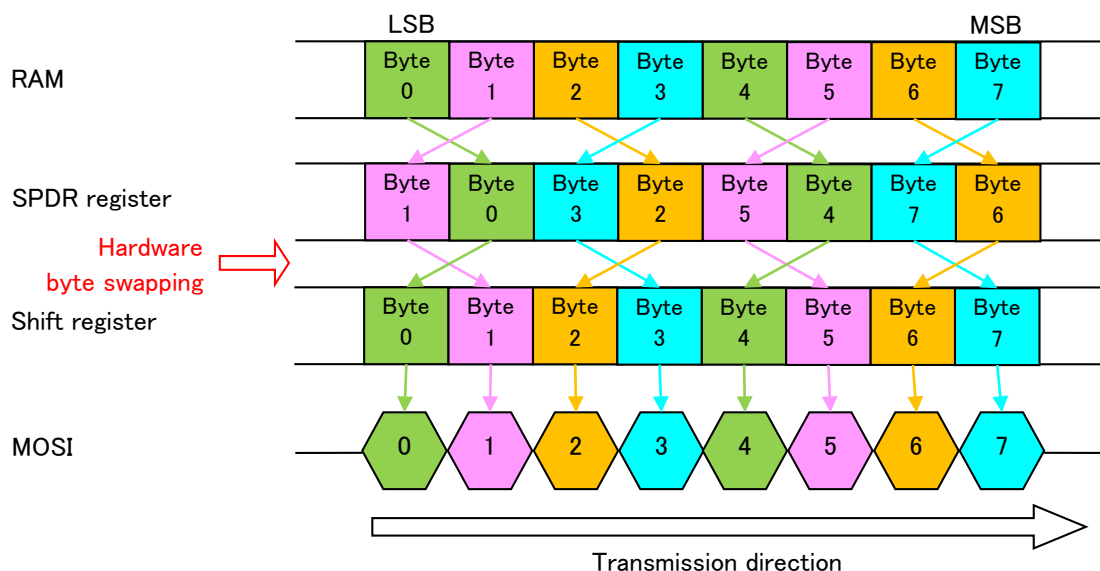 LSB MSB
RAM
Byte 0 Byte 1 Byte 2 Byte 3 Byte 4 Byte 5 Byte 6 Byte 7
SPDR register
Byte 1 Byte 0 Byte 3 Byte 2 Byte 5 Byte 4 Byte 7 Byte 6
Hardware
byte swapping
Shift register
Byte 0 Byte 1 Byte 2 Byte 3 Byte 4 Byte 5 Byte 6 Byte 7
MOSI
0 1 2 3 4 5 6 7
Transmission direction